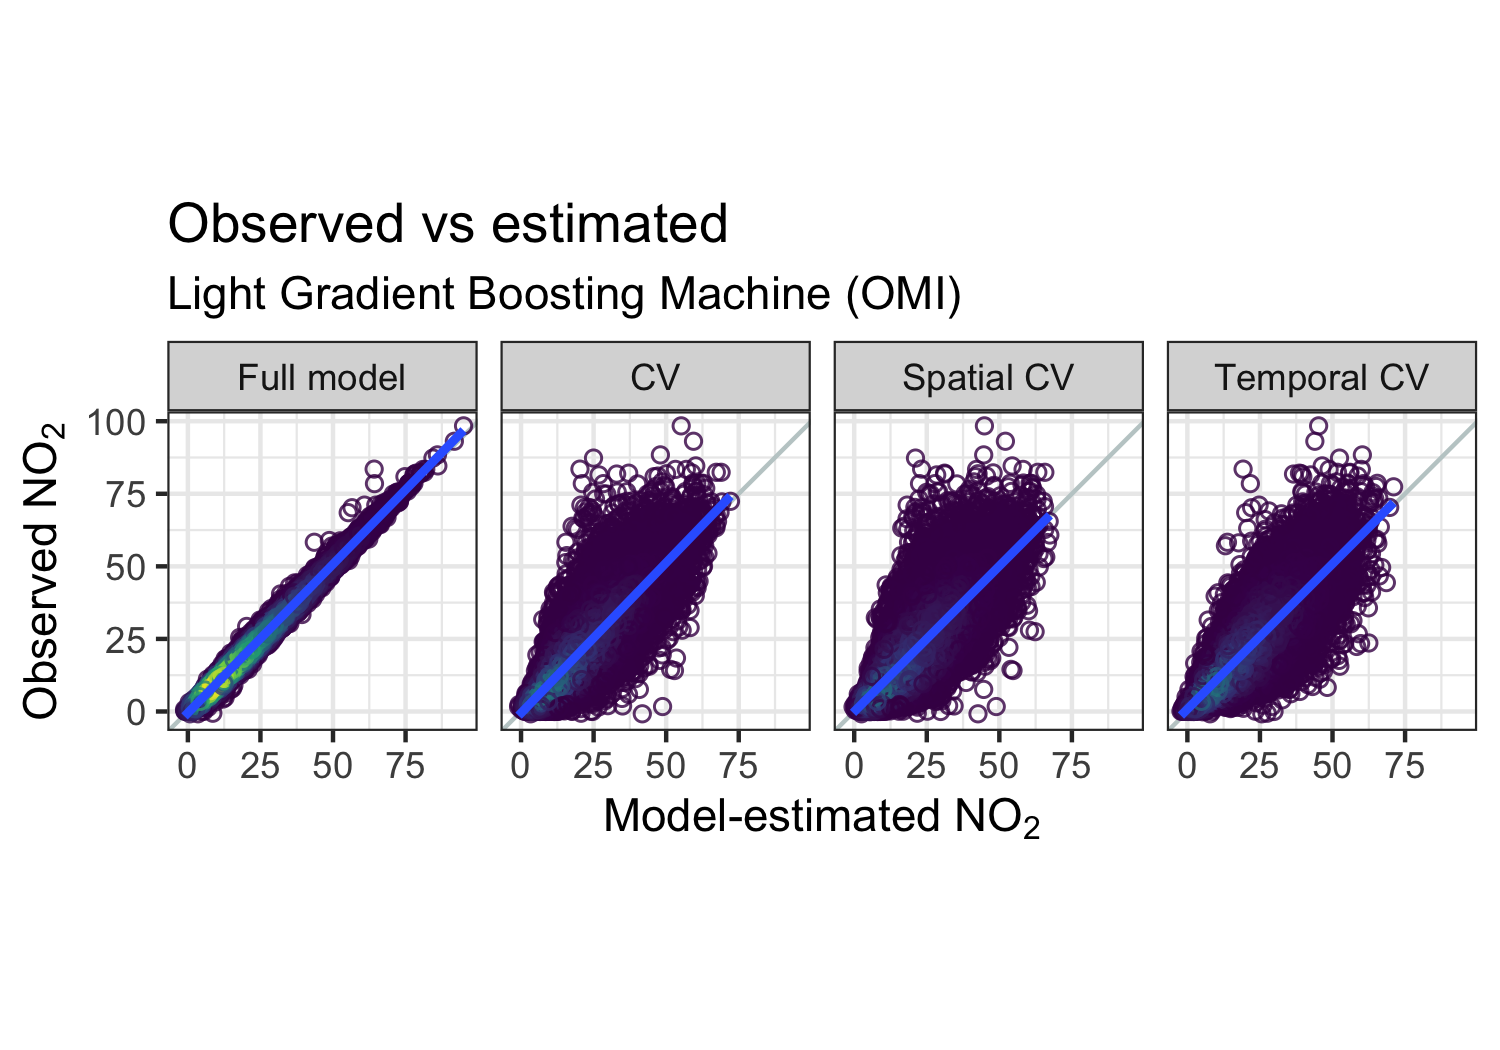 Observed vs estimated
Light Gradient Boosting Machine (OMI)
Full model CV Spatial CV Temporal CV
Observed NO₂
100
75
50
25
0
0 25 50 75 0 25 50 75 0 25 50 75 0 25 50 75
Model-estimated NO₂